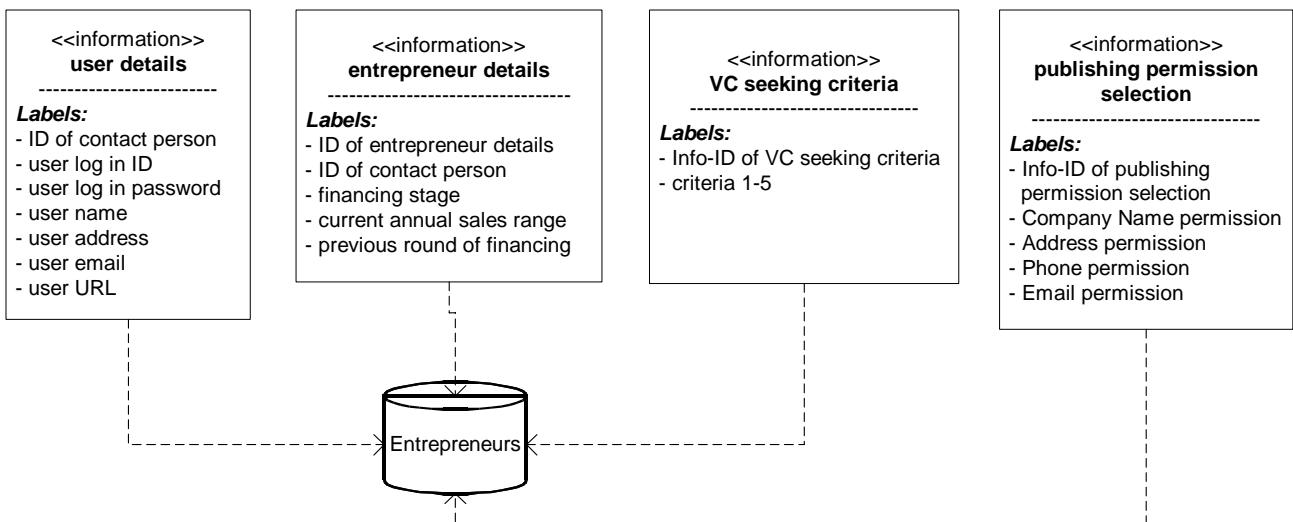 <<information>>
user details
--------------------------
Labels:
- ID of contact person
- user log in ID
- user log in password
- user name
- user address
- user email
- user URL
<<information>>
entrepreneur details
-----------------------------------
Labels:
- ID of entrepreneur details
- ID of contact person
- financing stage
- current annual sales range
- previous round of financing
<<information>>
VC seeking criteria
---------------------------------
Labels:
- Info-ID of VC seeking criteria
- criteria 1-5
<<information>>
publishing permission
selection
---------------------------------
Labels:
- Info-ID of publishing
permission selection
- Company Name permission
- Address permission
- Phone permission
- Email permission
Entrepreneurs